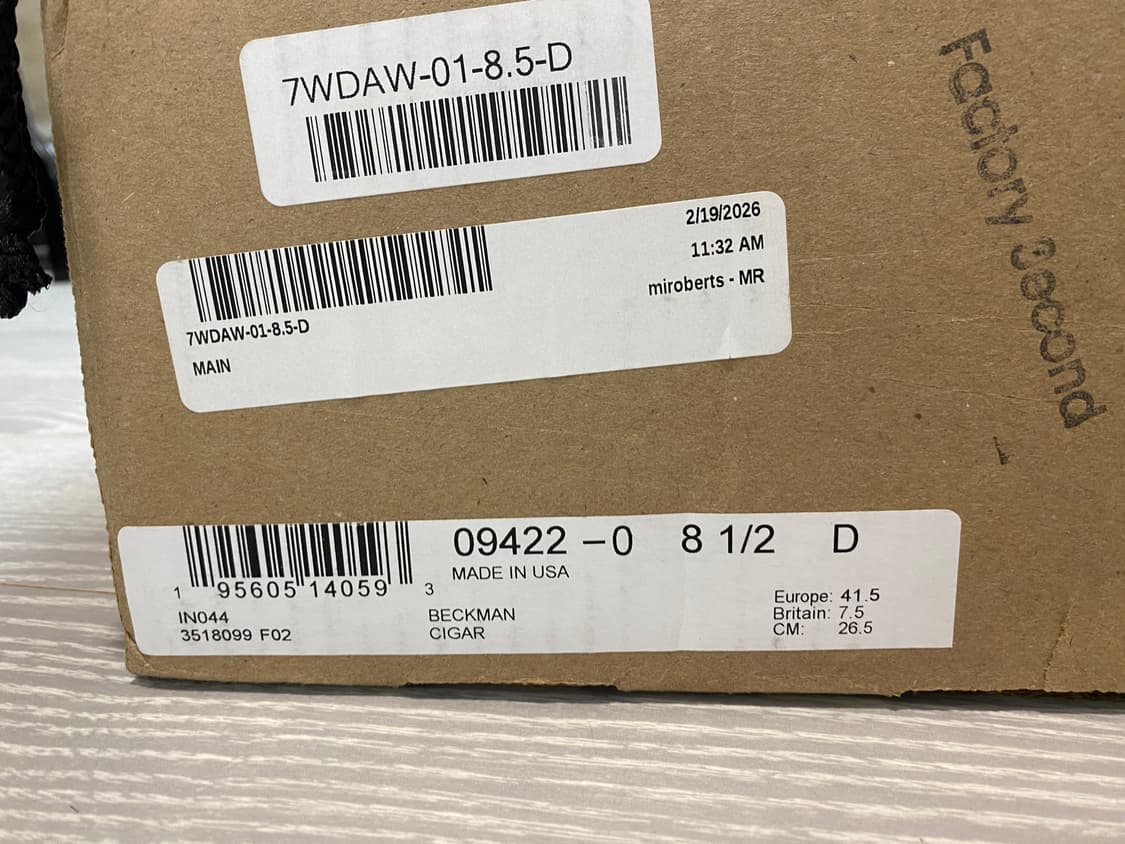 7WDAW-01-8.5-D
2/19/2026
11:32 AM
miroberts - MR
7WDAW-01-8.5-D
MAIN
Factory Second
09422 -0 8 1/2 D
MADE IN USA
1 95605 14059 3
IN044
3518099 F02
BECKMAN
CIGAR
Europe: 41.5
Britain: 7.5
CM: 26.5